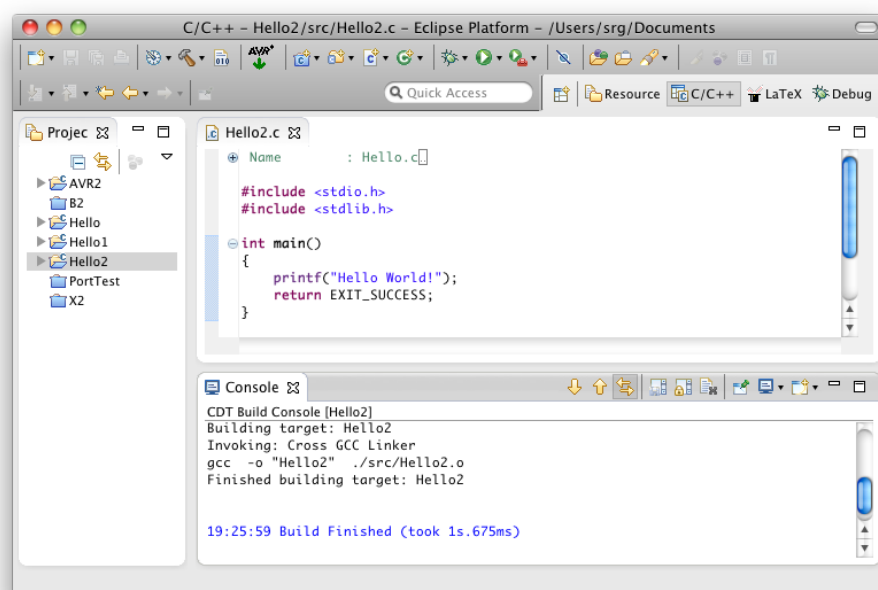 C/C++ – Hello2/src/Hello2.c – Eclipse Platform – /Users/srg/Documents
AVR*
Quick Access
Resource C/C++ LaTeX Debug
Projec
AVR2
B2
Hello
Hello1
Hello2
PortTest
X2
Hello2.c
Name : Hello.c
#include <stdio.h>
#include <stdlib.h>
int main()
{
printf("Hello World!");
return EXIT_SUCCESS;
}
Console
CDT Build Console [Hello2]
Building target: Hello2
Invoking: Cross GCC Linker
gcc -o "Hello2" ./src/Hello2.o
Finished building target: Hello2
19:25:59 Build Finished (took 1s.675ms)